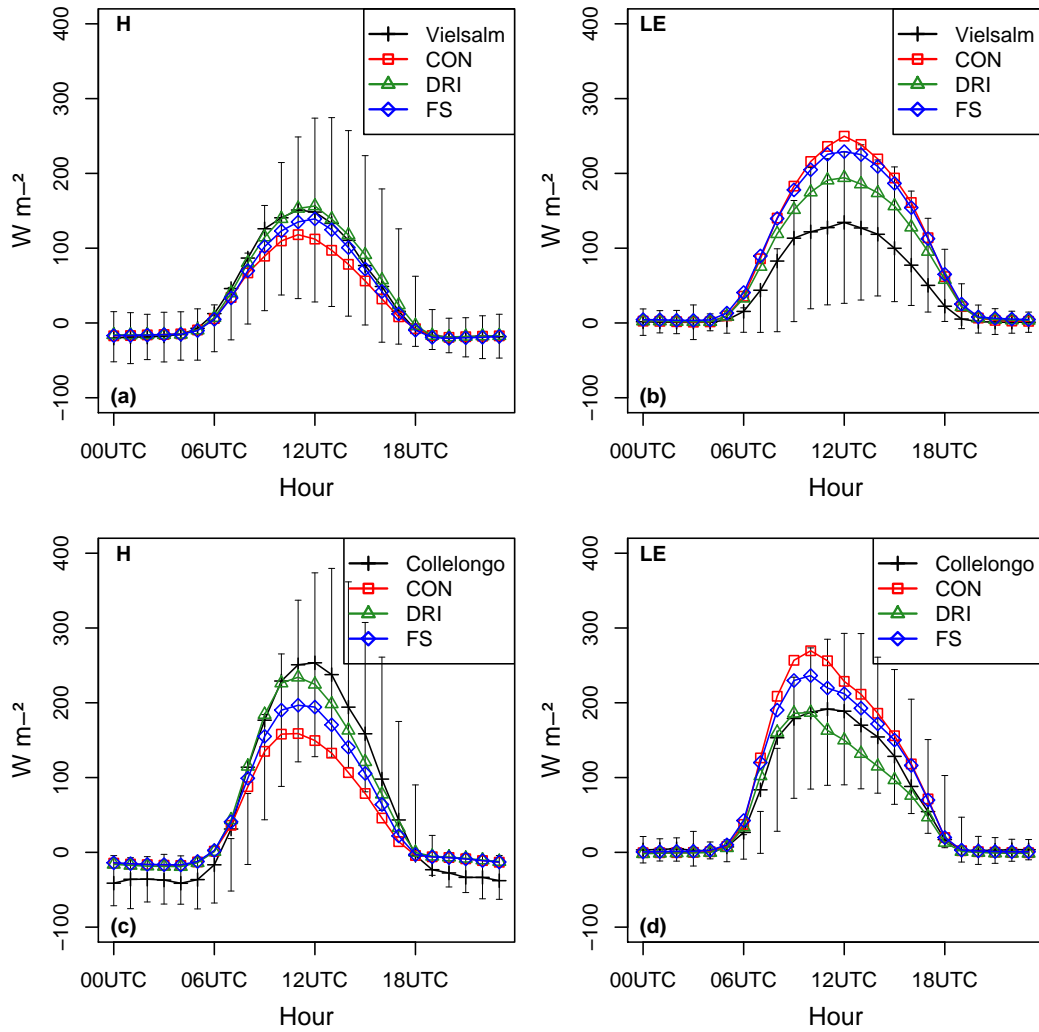 H
Vielsalm
CON
DRI
FS
400
300
200
100
0
−100
W m−²
(a)
00UTC 06UTC 12UTC 18UTC
Hour
LE
Vielsalm
CON
DRI
FS
400
300
200
100
0
−100
W m−²
(b)
00UTC 06UTC 12UTC 18UTC
Hour
H
Collelongo
CON
DRI
FS
400
300
200
100
0
−100
W m−²
(c)
00UTC 06UTC 12UTC 18UTC
Hour
LE
Collelongo
CON
DRI
FS
400
300
200
100
0
−100
W m−²
(d)
00UTC 06UTC 12UTC 18UTC
Hour